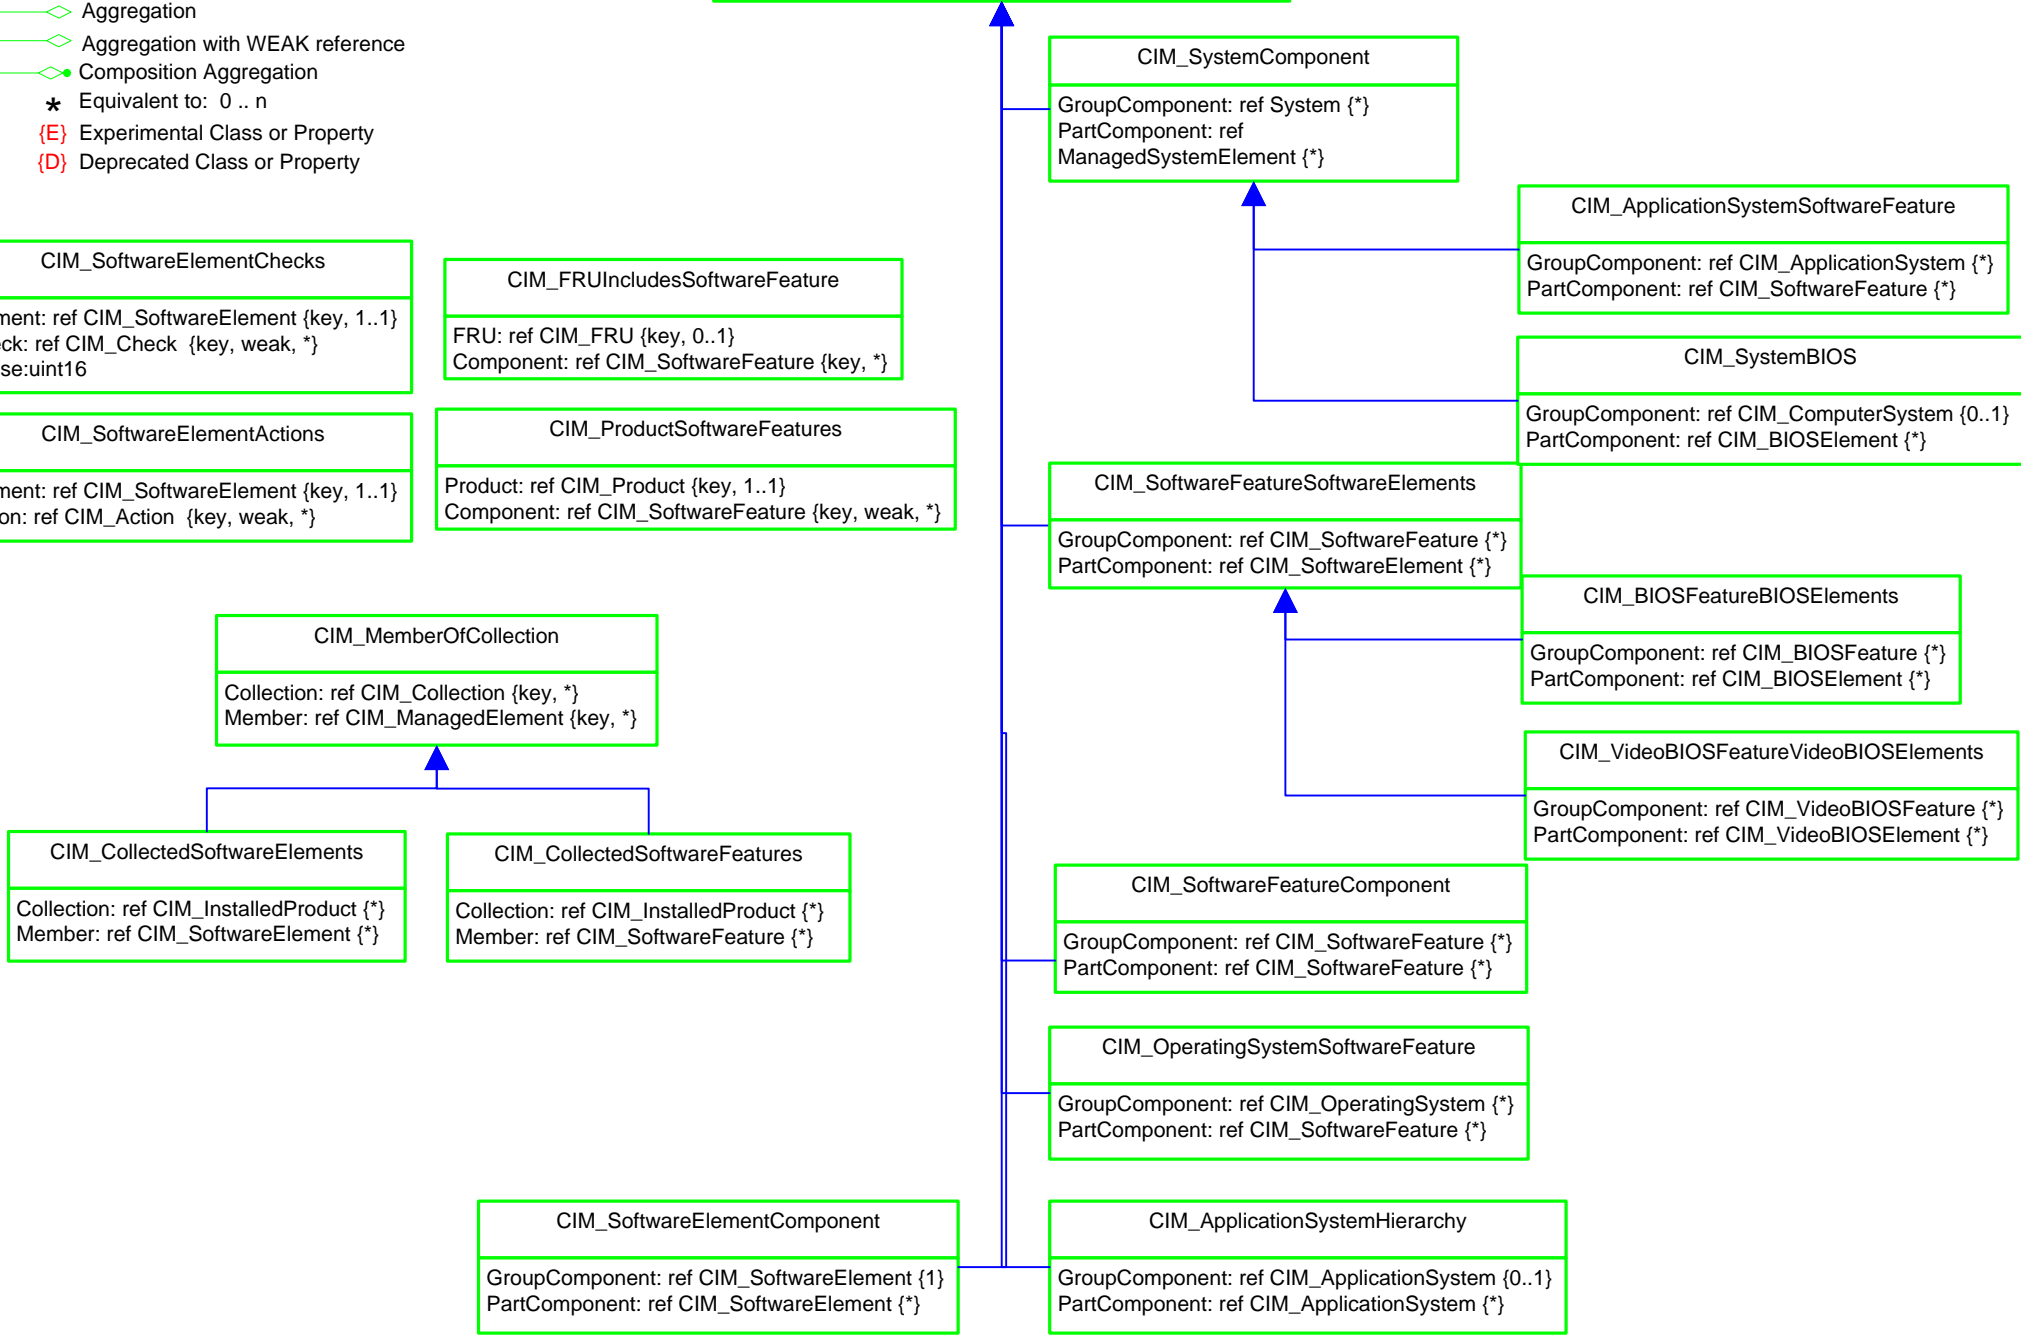 Aggregation
Aggregation with WEAK reference
Composition Aggregation
* Equivalent to: 0 .. n
{E} Experimental Class or Property
{D} Deprecated Class or Property
CIM_SystemComponent
GroupComponent: ref System {*}
PartComponent: ref
ManagedSystemElement {*}
CIM_ApplicationSystemSoftwareFeature
GroupComponent: ref CIM_ApplicationSystem {*}
PartComponent: ref CIM_SoftwareFeature {*}
CIM_SoftwareElementChecks
ment: ref CIM_SoftwareElement {key, 1..1}
ck: ref CIM_Check {key, weak, *}
se:uint16
CIM_FRUIncludesSoftwareFeature
FRU: ref CIM_FRU {key, 0..1}
Component: ref CIM_SoftwareFeature {key, *}
CIM_SystemBIOS
GroupComponent: ref CIM_ComputerSystem {0..1}
PartComponent: ref CIM_BIOSElement {*}
CIM_SoftwareElementActions
ment: ref CIM_SoftwareElement {key, 1..1}
on: ref CIM_Action {key, weak, *}
CIM_ProductSoftwareFeatures
Product: ref CIM_Product {key, 1..1}
Component: ref CIM_SoftwareFeature {key, weak, *}
CIM_SoftwareFeatureSoftwareElements
GroupComponent: ref CIM_SoftwareFeature {*}
PartComponent: ref CIM_SoftwareElement {*}
CIM_BIOSFeatureBIOSElements
GroupComponent: ref CIM_BIOSFeature {*}
PartComponent: ref CIM_BIOSElement {*}
CIM_MemberOfCollection
Collection: ref CIM_Collection {key, *}
Member: ref CIM_ManagedElement {key, *}
CIM_VideoBIOSFeatureVideoBIOSElements
GroupComponent: ref CIM_VideoBIOSFeature {*}
PartComponent: ref CIM_VideoBIOSElement {*}
CIM_CollectedSoftwareElements
Collection: ref CIM_InstalledProduct {*}
Member: ref CIM_SoftwareElement {*}
CIM_CollectedSoftwareFeatures
Collection: ref CIM_InstalledProduct {*}
Member: ref CIM_SoftwareFeature {*}
CIM_SoftwareFeatureComponent
GroupComponent: ref CIM_SoftwareFeature {*}
PartComponent: ref CIM_SoftwareFeature {*}
CIM_OperatingSystemSoftwareFeature
GroupComponent: ref CIM_OperatingSystem {*}
PartComponent: ref CIM_SoftwareFeature {*}
CIM_SoftwareElementComponent
GroupComponent: ref CIM_SoftwareElement {1}
PartComponent: ref CIM_SoftwareElement {*}
CIM_ApplicationSystemHierarchy
GroupComponent: ref CIM_ApplicationSystem {0..1}
PartComponent: ref CIM_ApplicationSystem {*}